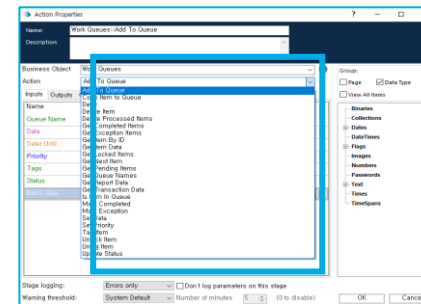 Action Properties
Name: Work Queues::Add To Queue
Description:
Business Object Work Queues
Action Add To Queue
Inputs Outputs
Name
Queue Name
Data
Defer Until
Priority
Tags
Status
Batch Size
Add To Queue
Copy Item to Queue
Delete Item
Delete Processed Items
Get Completed Items
Get Exception Items
Get Item By ID
Get Item Data
Get Locked Items
Get Next Item
Get Pending Items
Get Queue Names
Get Report Data
Get Transaction Data
Is Item In Queue
Mark Completed
Mark Exception
Set Data
Set Priority
Tag Item
Unlock Item
Untag Item
Update Status
Group:
Page Data Type
View All Items
Binaries
Collections
Dates
DateTimes
Flags
Images
Numbers
Passwords
Text
Times
TimeSpans
Stage logging: Errors only Don't log parameters on this stage
Warning threshold: System Default Number of minutes 5 (0 to disable)
OK Cance